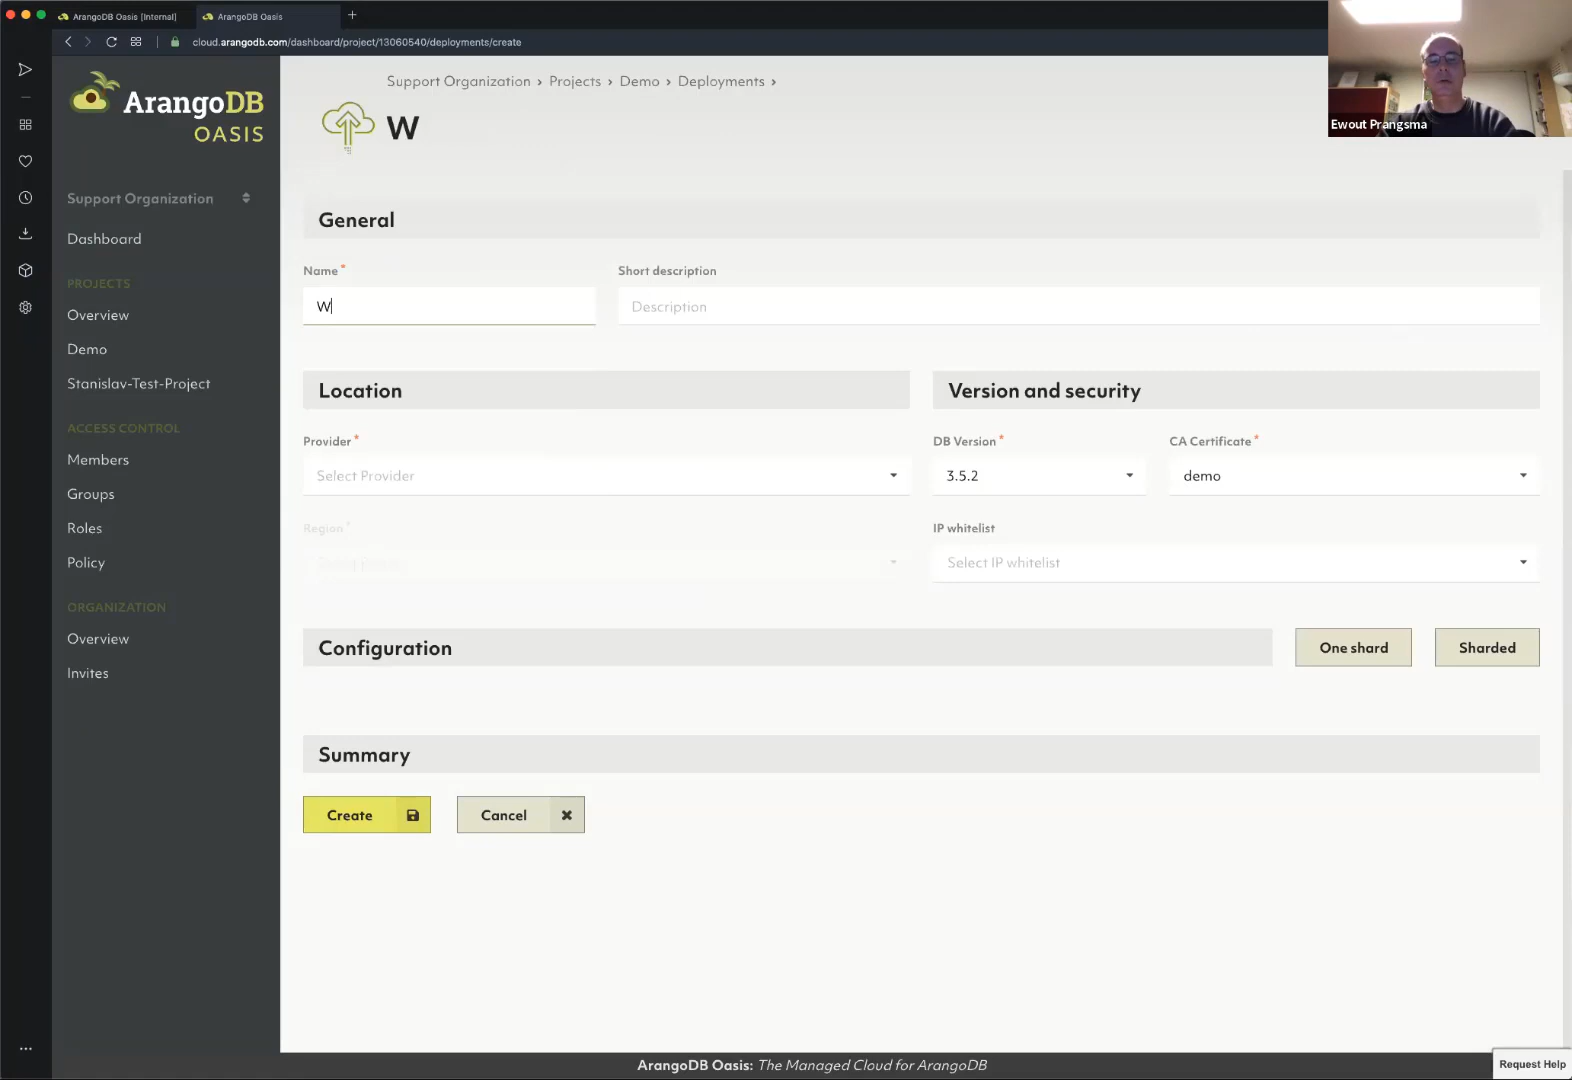 ArangoDB Oasis [Internal]
ArangoDB Oasis
cloud.arangodb.com/dashboard/project/13060540/deployments/create
Ewout Prangsma
ArangoDB
OASIS
Support Organization
Dashboard
PROJECTS
Overview
Demo
Stanislav-Test-Project
ACCESS CONTROL
Members
Groups
Roles
Policy
ORGANIZATION
Overview
Invites
Support Organization › Projects › Demo › Deployments ›
W
General
Name *
Short description
W
Description
Location
Version and security
Provider *
DB Version *
CA Certificate *
Select Provider
3.5.2
demo
Region *
IP whitelist
Select IP whitelist
Configuration
One shard
Sharded
Summary
Create
Cancel
ArangoDB Oasis: The Managed Cloud for ArangoDB
Request Help